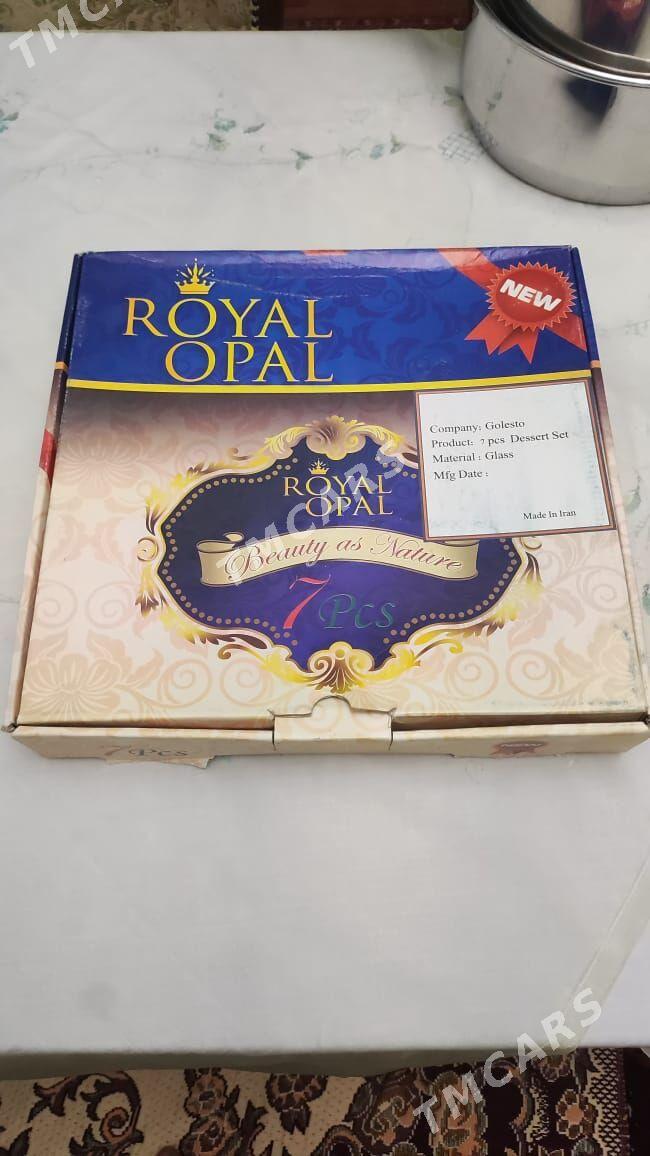 TMCARS
ROYAL
OPAL
NEW
Company: Golesto
Product: 7 pcs Dessert Set
Material : Glass
Mfg Date :
Made In Iran
ROYAL
OPAL
TMCARS
Beauty as Nature
7 Pcs
7 Pcs
NEW
TMCARS